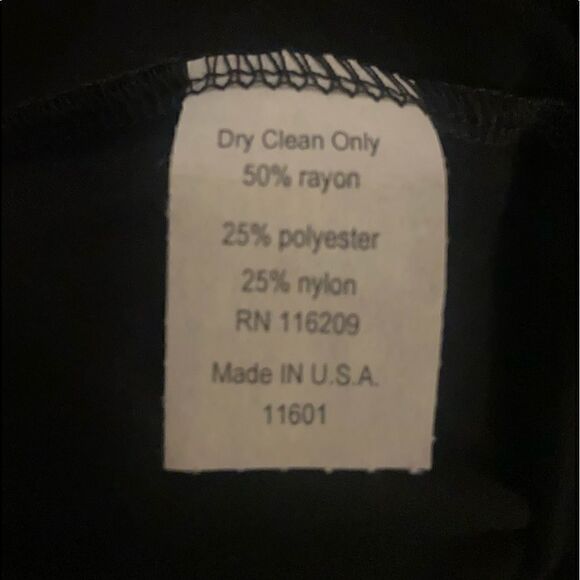 Dry Clean Only
50% rayon
25% polyester
25% nylon
RN 116209
Made IN U.S.A.
11601